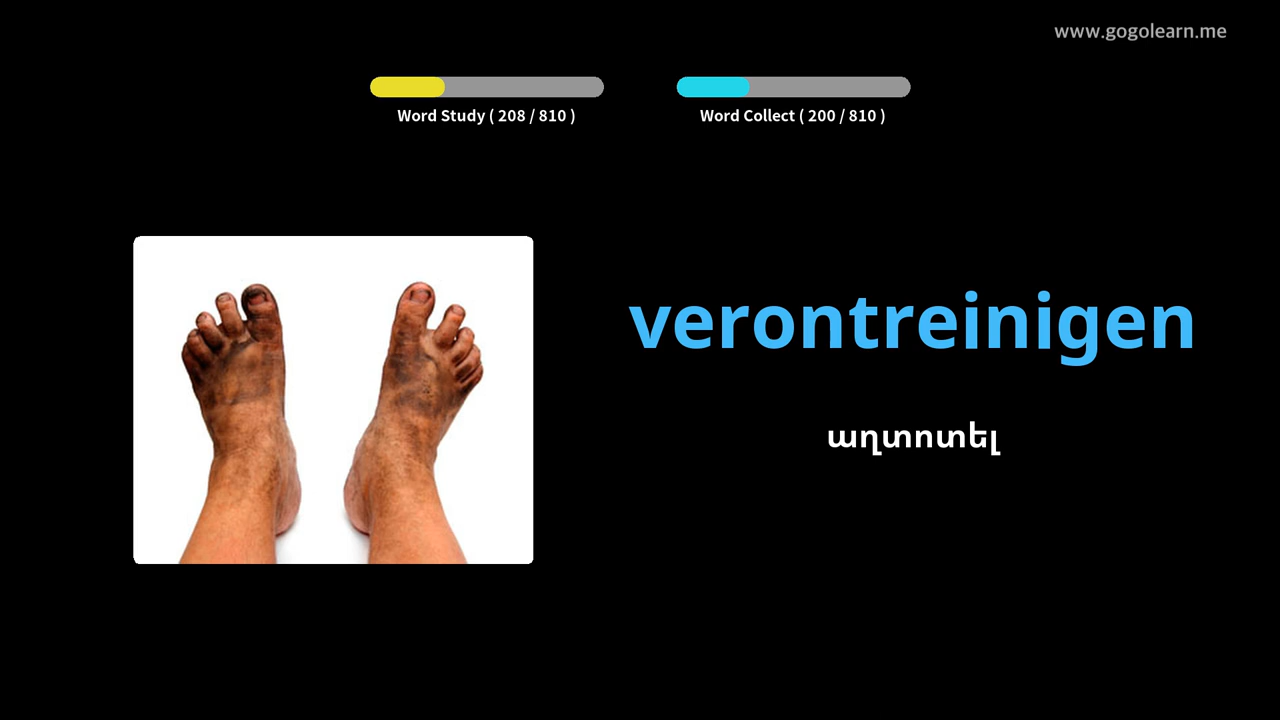 www.gogolearn.me
Word Study ( 208 / 810 )
Word Collect ( 200 / 810 )
verontreinigen
աղտոտել